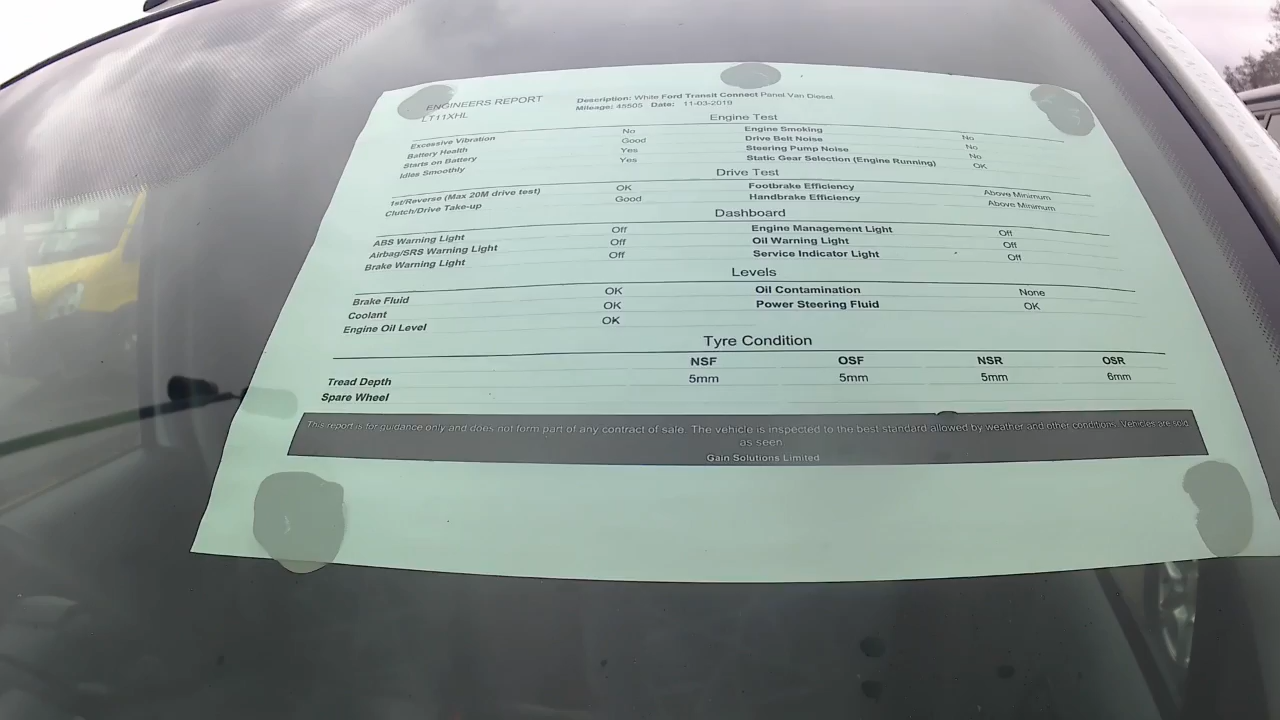 ENGINEERS REPORT
LT11XHL
Description: White Ford Transit Connect Panel Van Diesel
Mileage: 45505 Date: 11-03-2019
Engine Test
Excessive Vibration No Engine Smoking No
Battery Health Good Drive Belt Noise No
Starts on Battery Yes Steering Pump Noise No
Idles Smoothly Yes Static Gear Selection (Engine Running) OK
Drive Test
1st/Reverse (Max 20M drive test) OK Footbrake Efficiency Above Minimum
Clutch/Drive Take-up Good Handbrake Efficiency Above Minimum
Dashboard
ABS Warning Light Off Engine Management Light Off
Airbag/SRS Warning Light Off Oil Warning Light Off
Brake Warning Light Off Service Indicator Light Off
Levels
Brake Fluid OK Oil Contamination None
Coolant OK Power Steering Fluid OK
Engine Oil Level OK
Tyre Condition
NSF OSF NSR OSR
Tread Depth 5mm 5mm 5mm 6mm
Spare Wheel
This report is for guidance only and does not form part of any contract of sale. The vehicle is inspected to the best standard allowed by weather and other conditions. Vehicles are sold
as seen
Gain Solutions Limited